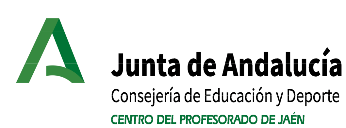 Junta de Andalucía
Consejería de Educación y Deporte
CENTRO DEL PROFESORADO DE JAÉN